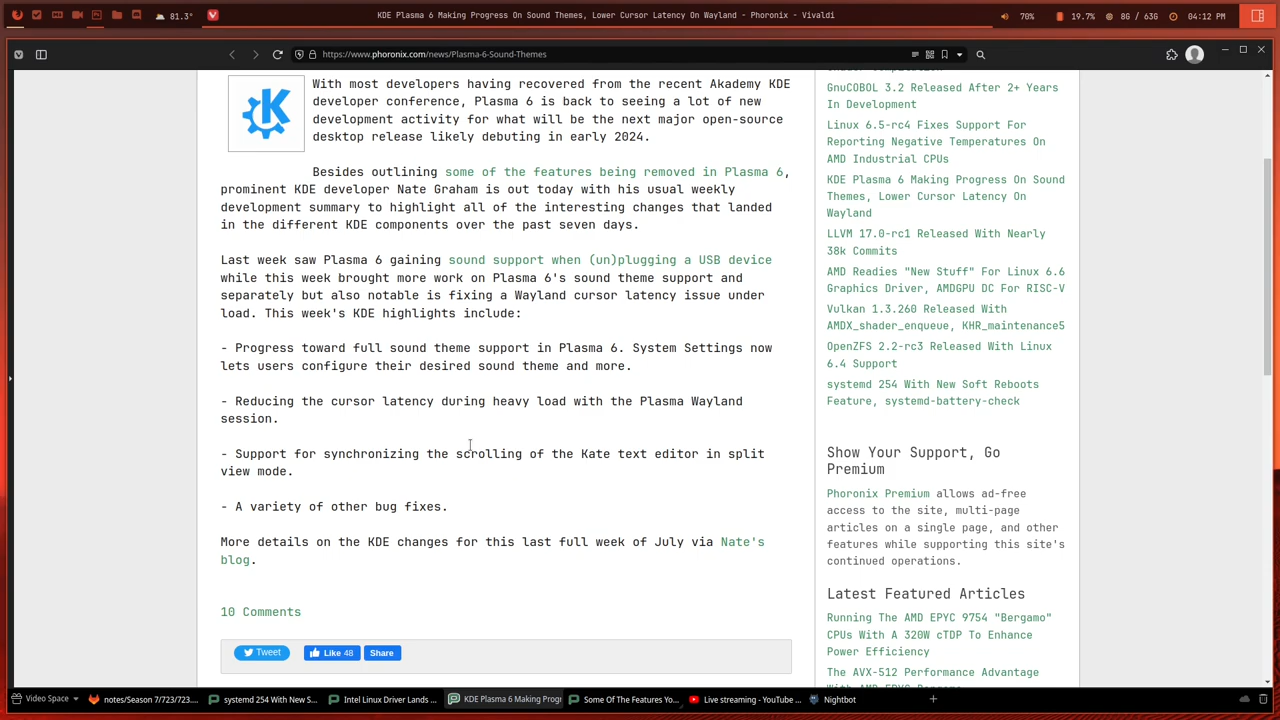 81.3°
KDE Plasma 6 Making Progress On Sound Themes, Lower Cursor Latency On Wayland - Phoronix - Vivaldi
70%
19.7%
8G / 63G
04:12 PM
https://www.phoronix.com/news/Plasma-6-Sound-Themes
With most developers having recovered from the recent Akademy KDE
developer conference, Plasma 6 is back to seeing a lot of new
development activity for what will be the next major open-source
desktop release likely debuting in early 2024.
Besides outlining some of the features being removed in Plasma 6,
prominent KDE developer Nate Graham is out today with his usual weekly
development summary to highlight all of the interesting changes that landed
in the different KDE components over the past seven days.
Last week saw Plasma 6 gaining sound support when (un)plugging a USB device
while this week brought more work on Plasma 6's sound theme support and
separately but also notable is fixing a Wayland cursor latency issue under
load. This week's KDE highlights include:
- Progress toward full sound theme support in Plasma 6. System Settings now
lets users configure their desired sound theme and more.
- Reducing the cursor latency during heavy load with the Plasma Wayland
session.
- Support for synchronizing the scrolling of the Kate text editor in split
view mode.
- A variety of other bug fixes.
More details on the KDE changes for this last full week of July via Nate's
blog.
10 Comments
Tweet
Like 48
Share
GnuCOBOL 3.2 Released After 2+ Years
In Development
Linux 6.5-rc4 Fixes Support For
Reporting Negative Temperatures On
AMD Industrial CPUs
KDE Plasma 6 Making Progress On Sound
Themes, Lower Cursor Latency On
Wayland
LLVM 17.0-rc1 Released With Nearly
38k Commits
AMD Readies "New Stuff" For Linux 6.6
Graphics Driver, AMDGPU DC For RISC-V
Vulkan 1.3.260 Released With
AMDX_shader_enqueue, KHR_maintenance5
OpenZFS 2.2-rc3 Released With Linux
6.4 Support
systemd 254 With New Soft Reboots
Feature, systemd-battery-check
Show Your Support, Go
Premium
Phoronix Premium allows ad-free
access to the site, multi-page
articles on a single page, and other
features while supporting this site's
continued operations.
Latest Featured Articles
Running The AMD EPYC 9754 "Bergamo"
CPUs With A 320W cTDP To Enhance
Power Efficiency
The AVX-512 Performance Advantage
Video Space
notes/Season 7/723/723....
systemd 254 With New S...
Intel Linux Driver Lands ...
KDE Plasma 6 Making Progr
Some Of The Features Yo...
Live streaming - YouTube ...
Nightbot